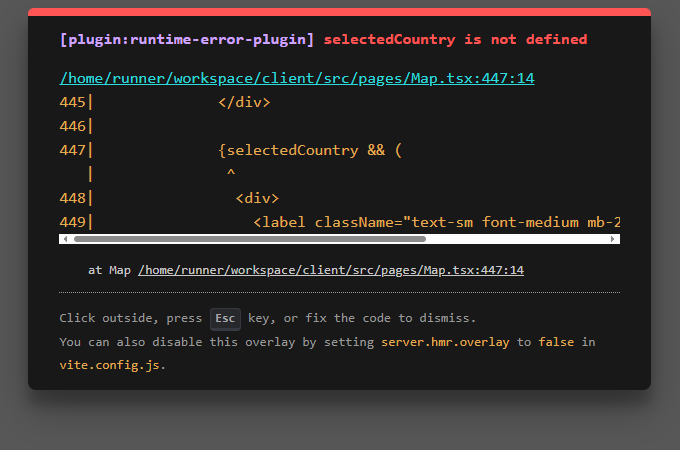 [plugin:runtime-error-plugin] selectedCountry is not defined
/home/runner/workspace/client/src/pages/Map.tsx:447:14
445|              </div>
446|
447|              {selectedCountry && (
   |               ^
448|                <div>
449|                  <label className="text-sm font-medium mb-2
at Map /home/runner/workspace/client/src/pages/Map.tsx:447:14
Click outside, press Esc key, or fix the code to dismiss.
You can also disable this overlay by setting server.hmr.overlay to false in
vite.config.js.